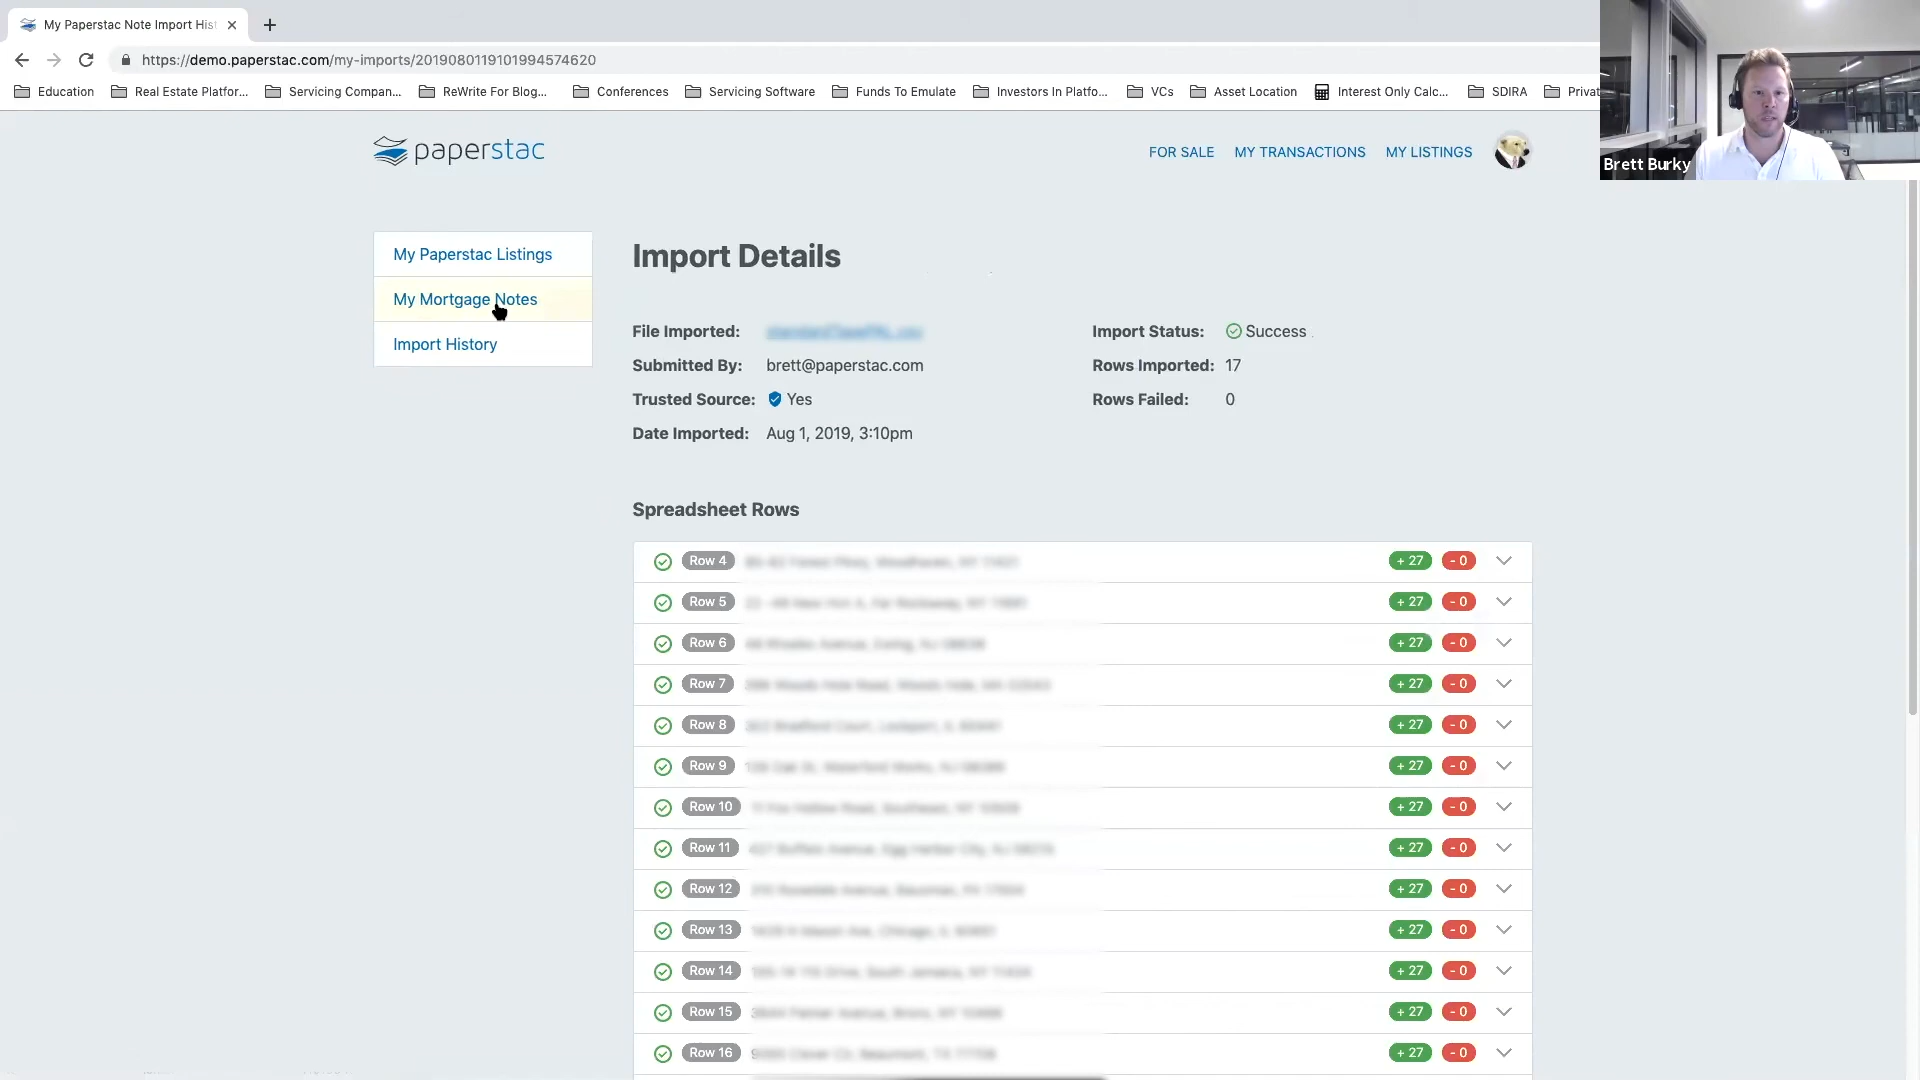 My Paperstac Note Import Hist
https://demo.paperstac.com/my-imports/2019080119101994574620
Education Real Estate Platfor... Servicing Compan... ReWrite For Blog... Conferences Servicing Software Funds To Emulate Investors In Platfo... VCs Asset Location Interest Only Calc... SDIRA Privat
Brett Burky
paperstac
FOR SALE MY TRANSACTIONS MY LISTINGS
My Paperstac Listings
My Mortgage Notes
Import History
Import Details
File Imported:
Submitted By: brett@paperstac.com
Trusted Source: Yes
Date Imported: Aug 1, 2019, 3:10pm
Import Status: Success
Rows Imported: 17
Rows Failed: 0
Spreadsheet Rows
Row 4 + 27 - 0
Row 5 + 27 - 0
Row 6 + 27 - 0
Row 7 + 27 - 0
Row 8 + 27 - 0
Row 9 + 27 - 0
Row 10 + 27 - 0
Row 11 + 27 - 0
Row 12 + 27 - 0
Row 13 + 27 - 0
Row 14 + 27 - 0
Row 15 + 27 - 0
Row 16 + 27 - 0